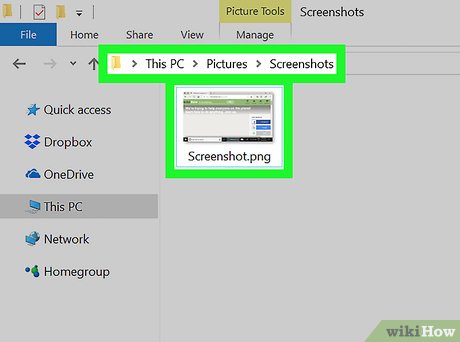 Picture Tools Screenshots
File Home Share View Manage
This PC > Pictures > Screenshots
Quick access
Dropbox
OneDrive
This PC
Network
Homegroup
Screenshot.png
wikiHow